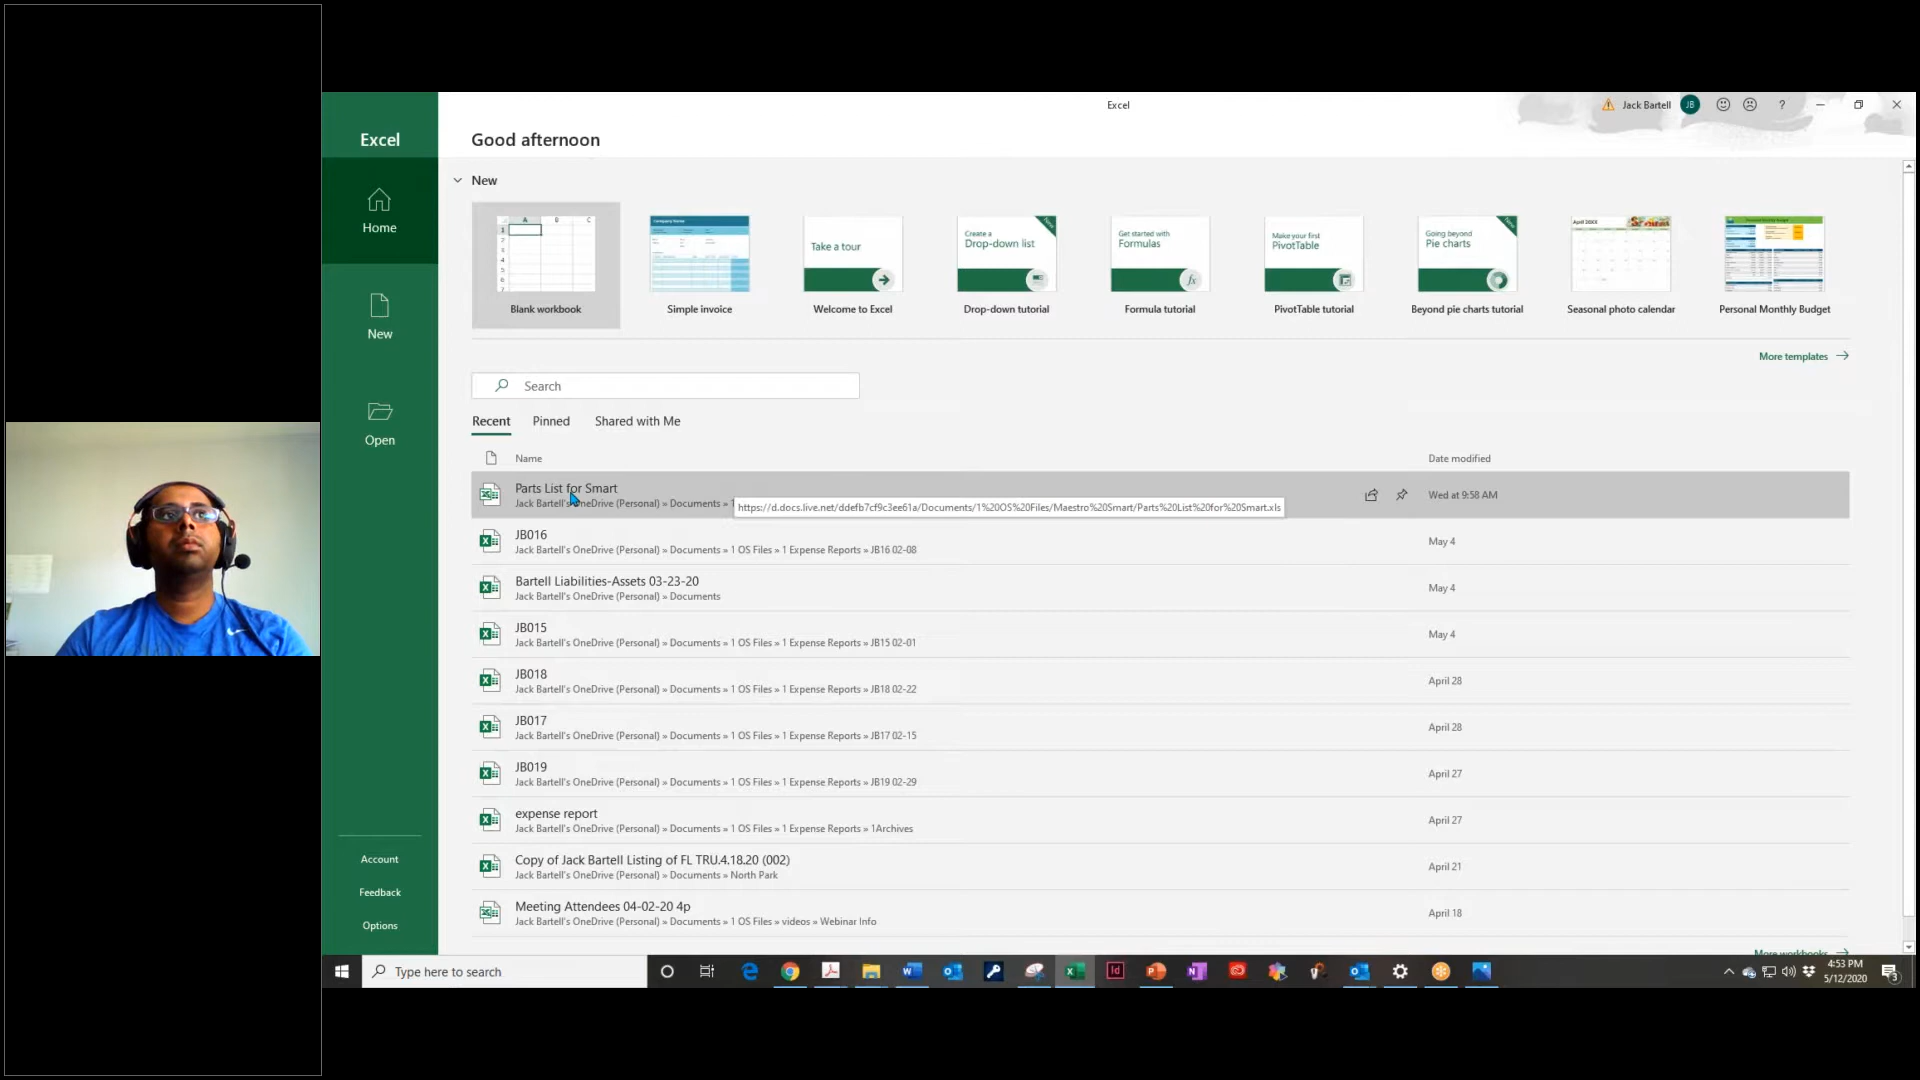 Excel
Jack Bartell
JB
?
Excel
Good afternoon
Home
New
Open
Account
Feedback
Options
New
A B C
Blank workbook
Simple invoice
Take a tour
Welcome to Excel
New
Create a
Drop-down list
Drop-down tutorial
Get started with
Formulas
fx
Formula tutorial
Make your first
PivotTable
PivotTable tutorial
New
Going beyond
Pie charts
Beyond pie charts tutorial
April 20XX
Seasonal photo calendar
Personal Monthly Budget
More templates
Search
Recent Pinned Shared with Me
Name Date modified
Parts List for Smart Wed at 9:58 AM
Jack Bartell's OneDrive (Personal) » Documents »
https://d.docs.live.net/ddefb7cf9c3ee61a/Documents/1%20OS%20Files/Maestro%20Smart/Parts%20List%20for%20Smart.xls
JB016 May 4
Jack Bartell's OneDrive (Personal) » Documents » 1 OS Files » 1 Expense Reports » JB16 02-08
Bartell Liabilities-Assets 03-23-20 May 4
Jack Bartell's OneDrive (Personal) » Documents
JB015 May 4
Jack Bartell's OneDrive (Personal) » Documents » 1 OS Files » 1 Expense Reports » JB15 02-01
JB018 April 28
Jack Bartell's OneDrive (Personal) » Documents » 1 OS Files » 1 Expense Reports » JB18 02-22
JB017 April 28
Jack Bartell's OneDrive (Personal) » Documents » 1 OS Files » 1 Expense Reports » JB17 02-15
JB019 April 27
Jack Bartell's OneDrive (Personal) » Documents » 1 OS Files » 1 Expense Reports » JB19 02-29
expense report April 27
Jack Bartell's OneDrive (Personal) » Documents » 1 OS Files » 1 Expense Reports » 1Archives
Copy of Jack Bartell Listing of FL TRU.4.18.20 (002) April 21
Jack Bartell's OneDrive (Personal) » Documents » North Park
Meeting Attendees 04-02-20 4p April 18
Jack Bartell's OneDrive (Personal) » Documents » 1 OS Files » videos » Webinar Info
More workbooks
Type here to search
4:53 PM
5/12/2020
3